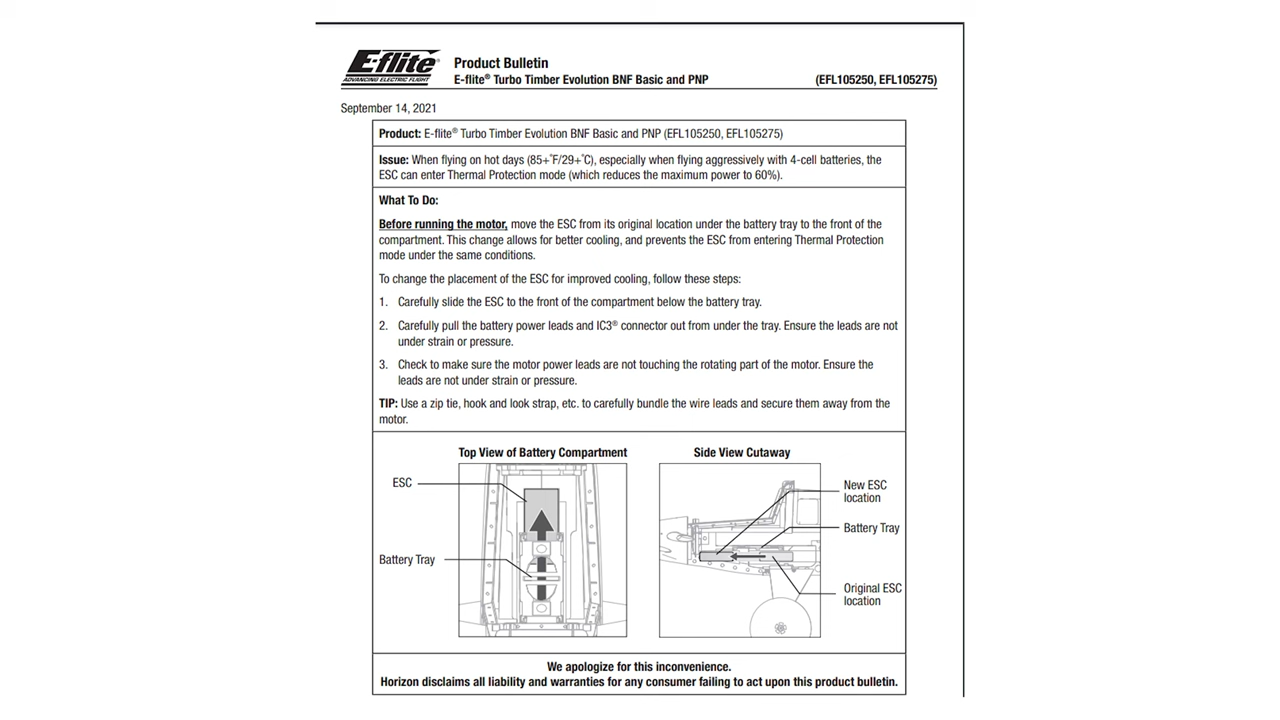 E-flite®
ADVANCING ELECTRIC FLIGHT
Product Bulletin
E-flite® Turbo Timber Evolution BNF Basic and PNP (EFL105250, EFL105275)
September 14, 2021
Product: E-flite® Turbo Timber Evolution BNF Basic and PNP (EFL105250, EFL105275)
Issue: When flying on hot days (85+˚F/29+˚C), especially when flying aggressively with 4-cell batteries, the
ESC can enter Thermal Protection mode (which reduces the maximum power to 60%).
What To Do:
Before running the motor, move the ESC from its original location under the battery tray to the front of the
compartment. This change allows for better cooling, and prevents the ESC from entering Thermal Protection
mode under the same conditions.
To change the placement of the ESC for improved cooling, follow these steps:
1. Carefully slide the ESC to the front of the compartment below the battery tray.
2. Carefully pull the battery power leads and IC3® connector out from under the tray. Ensure the leads are not
under strain or pressure.
3. Check to make sure the motor power leads are not touching the rotating part of the motor. Ensure the
leads are not under strain or pressure.
TIP: Use a zip tie, hook and look strap, etc. to carefully bundle the wire leads and secure them away from the
motor.
Top View of Battery Compartment
ESC
Battery Tray
Side View Cutaway
New ESC
location
Battery Tray
Original ESC
location
We apologize for this inconvenience.
Horizon disclaims all liability and warranties for any consumer failing to act upon this product bulletin.